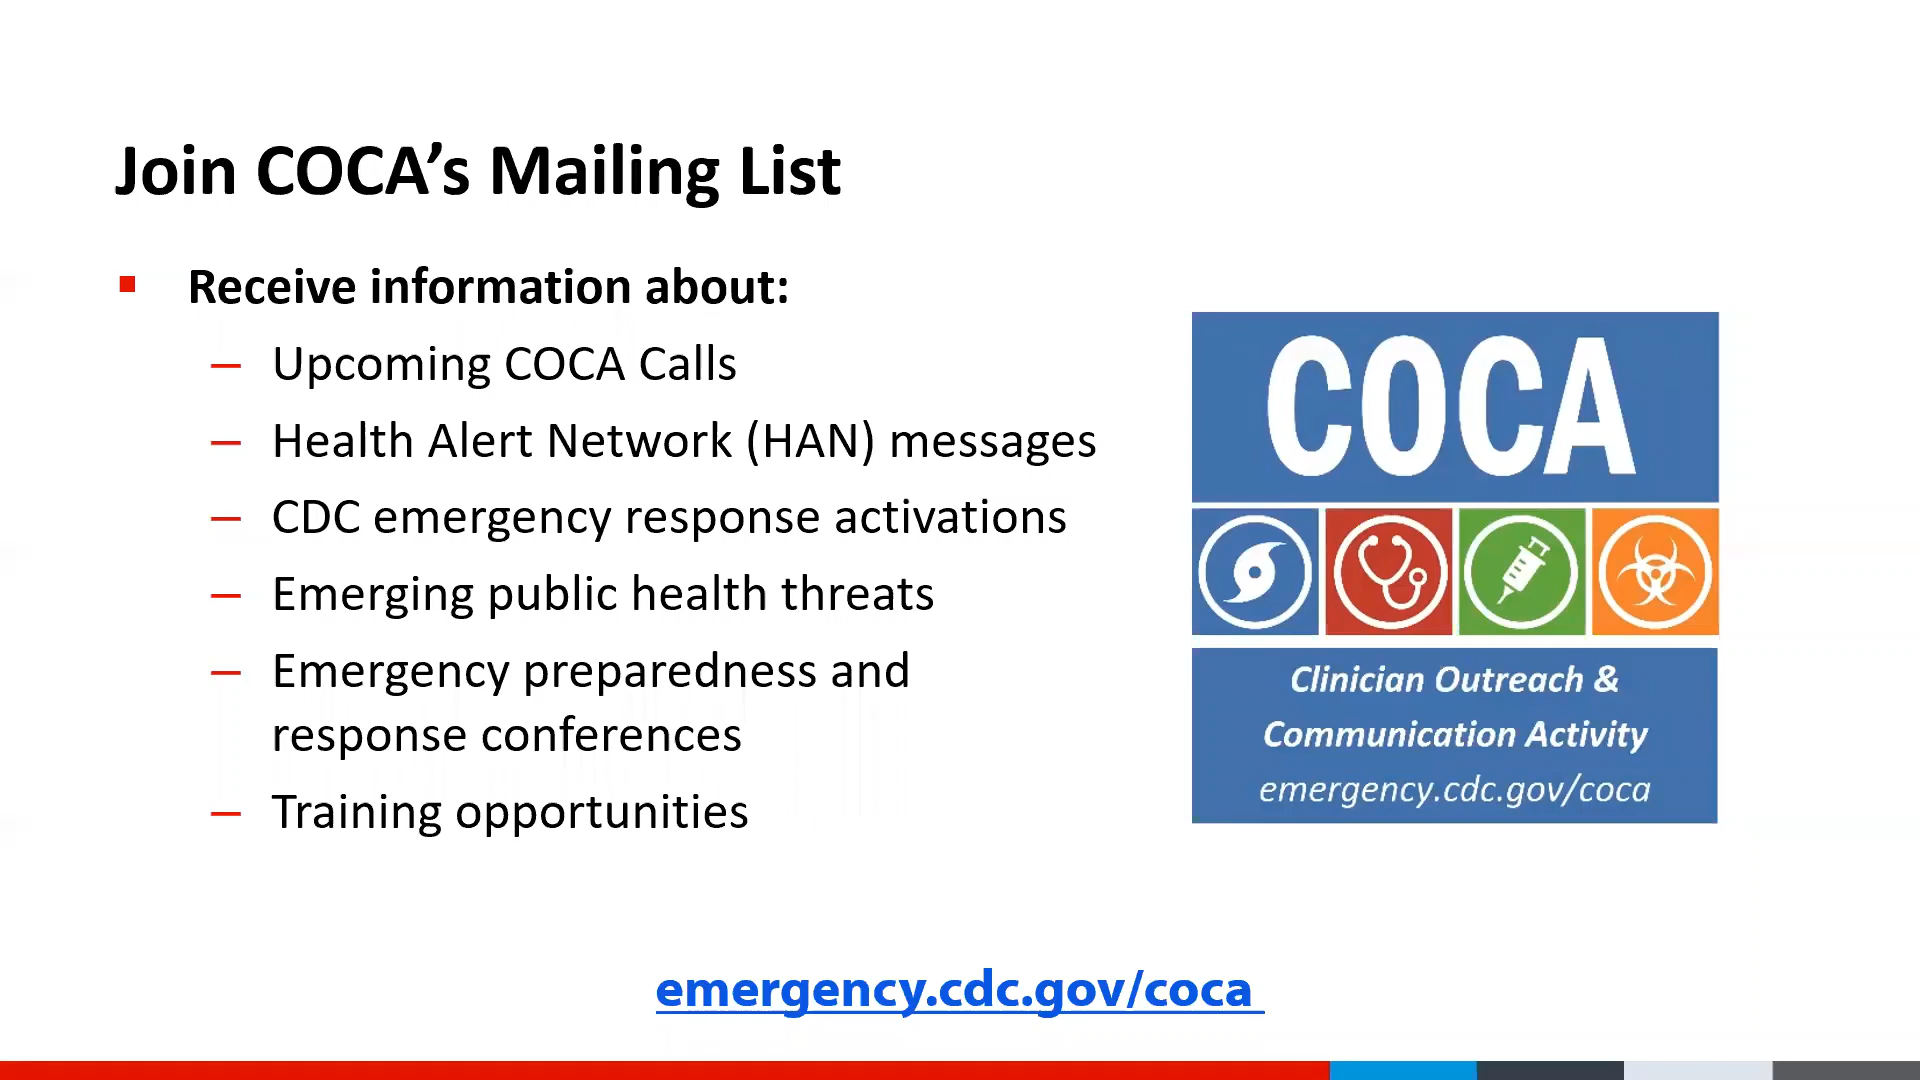 Join COCA’s Mailing List
▪ Receive information about:
– Upcoming COCA Calls
– Health Alert Network (HAN) messages
– CDC emergency response activations
– Emerging public health threats
– Emergency preparedness and
response conferences
– Training opportunities
COCA
Clinician Outreach &
Communication Activity
emergency.cdc.gov/coca
emergency.cdc.gov/coca